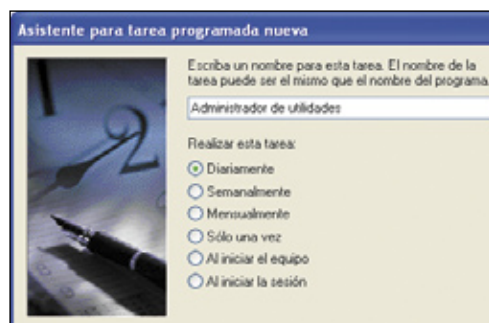 Asistente para tarea programada nueva
Escriba un nombre para esta tarea. El nombre de la
tarea puede ser el mismo que el nombre del programa.
Administrador de utilidades
Realizar esta tarea:
Diariamente
Semanalmente
Mensualmente
Sólo una vez
Al iniciar el equipo
Al iniciar la sesión
2